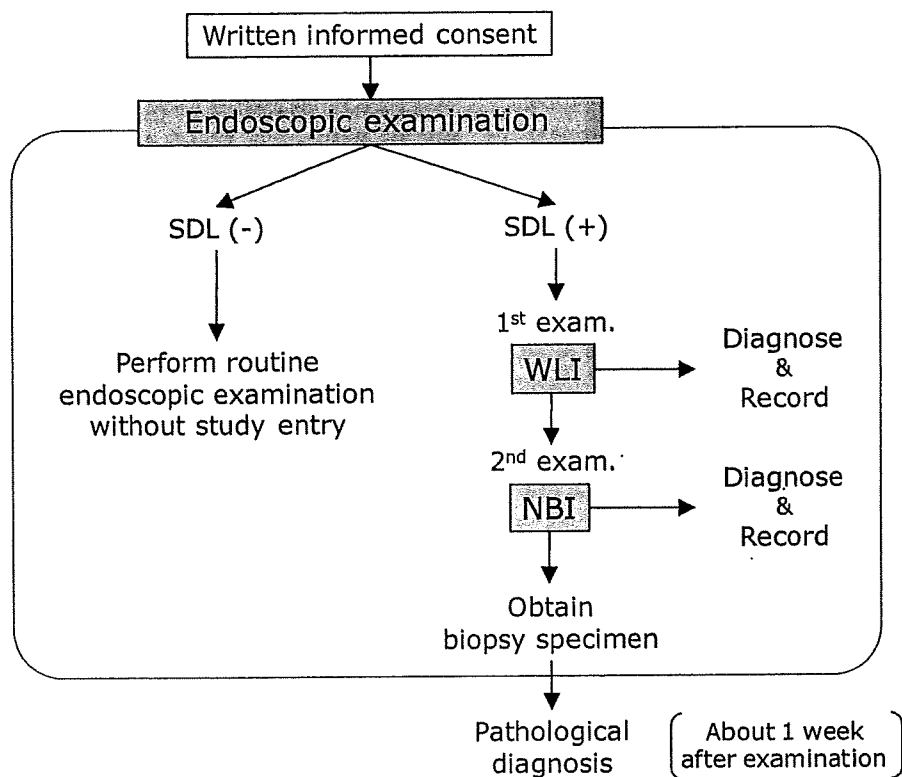 Written informed consent
Endoscopic examination
SDL (-)
SDL (+)
Perform routine
endoscopic examination
without study entry
1st exam.
WLI
Diagnose
&
Record
2nd exam.
NBI
Diagnose
&
Record
Obtain
biopsy specimen
Pathological
diagnosis
About 1 week
after examination